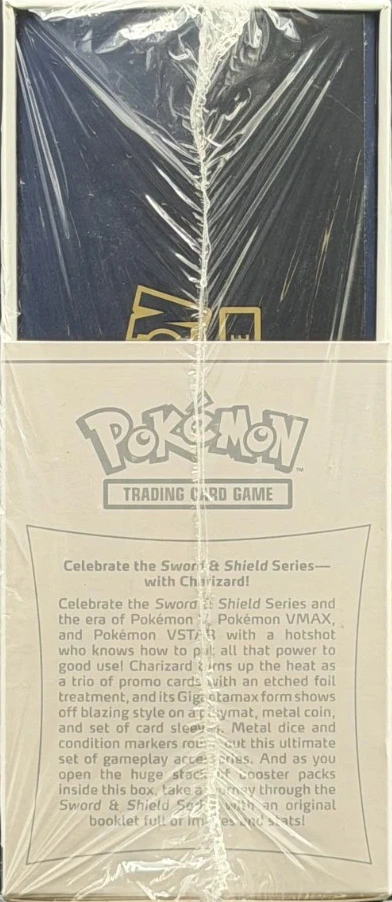 POKÉMON
TRADING CARD GAME
Celebrate the Sword & Shield Series—
with Charizard!
Celebrate the Sword & Shield Series and
the era of Pokémon Pokémon VMAX,
and Pokémon VSTAR with a hotshot
who knows how to put all that power to
good use! Charizard turns up the heat as
a trio of promo cards with an etched foil
treatment, and its Gigantamax form shows
off blazing style on a playmat, metal coin,
and set of card sleeves. Metal dice and
condition markers round out this ultimate
set of gameplay accessories. And as you
open the huge stack of booster packs
inside this box, take a journey through the
Sword & Shield Series with an original
booklet full of images and stats!